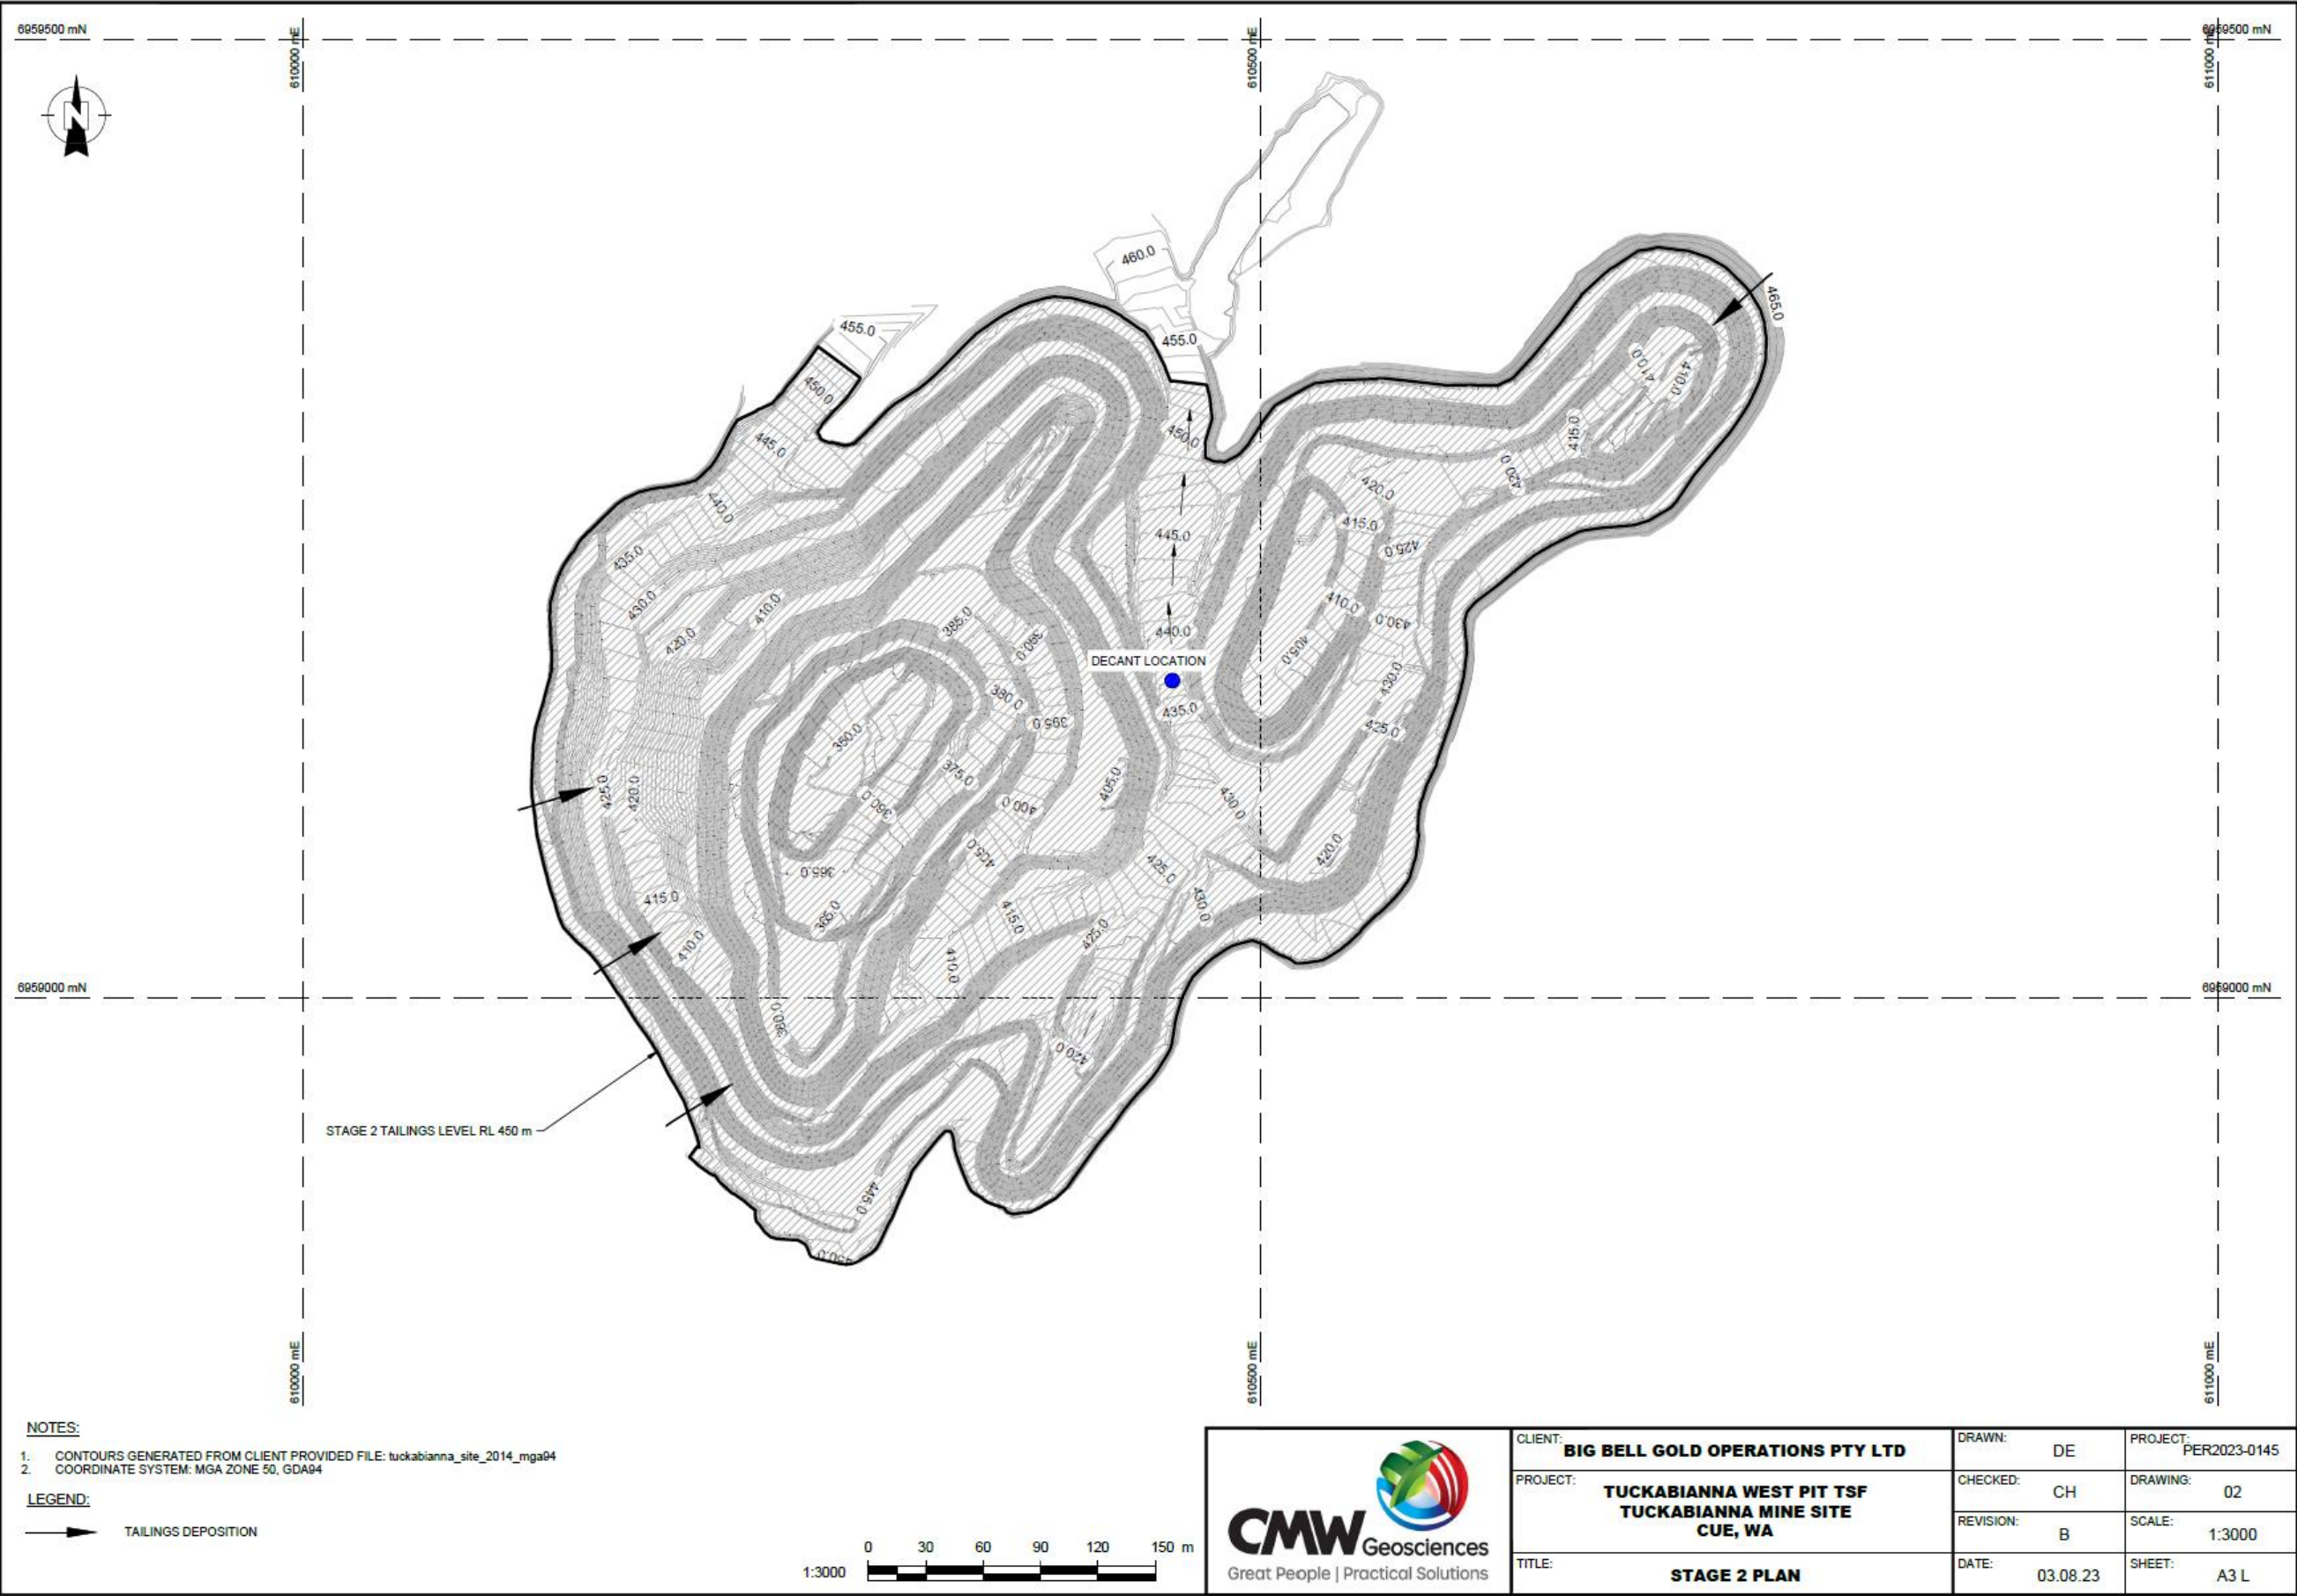 6959500 mN
610000 mE
610500 mE
611000 mE
6959500 mN
N
460.0
455.0
455.0
465.0
450.0
410.0
410.0
445.0
450.0
415.0
440.0
420.0
420.0
435.0
445.0
415.0
425.0
430.0
410.0
385.0
410.0
420.0
390.0
440.0
430.0
405.0
DECANT LOCATION
380.0
430.0
350.0
395.0
435.0
425.0
375.0
425.0
420.0
405.0
360.0
400.0
430.0
405.0
420.0
365.0
425.0
415.0
365.0
415.0
430.0
410.0
425.0
410.0
6959000 mN
6959000 mN
380.0
420.0
STAGE 2 TAILINGS LEVEL RL 450 m
445.0
450.0
610000 mE
610500 mE
611000 mE
NOTES:
1. CONTOURS GENERATED FROM CLIENT PROVIDED FILE: tuckabianna_site_2014_mga94
2. COORDINATE SYSTEM: MGA ZONE 50, GDA94
LEGEND:
TAILINGS DEPOSITION
0 30 60 90 120 150 m
1:3000
CMW Geosciences
Great People | Practical Solutions
CLIENT: BIG BELL GOLD OPERATIONS PTY LTD
PROJECT: TUCKABIANNA WEST PIT TSF
TUCKABIANNA MINE SITE
CUE, WA
TITLE: STAGE 2 PLAN
DRAWN: DE
PROJECT: PER2023-0145
CHECKED: CH
DRAWING: 02
REVISION: B
SCALE: 1:3000
DATE: 03.08.23
SHEET: A3 L